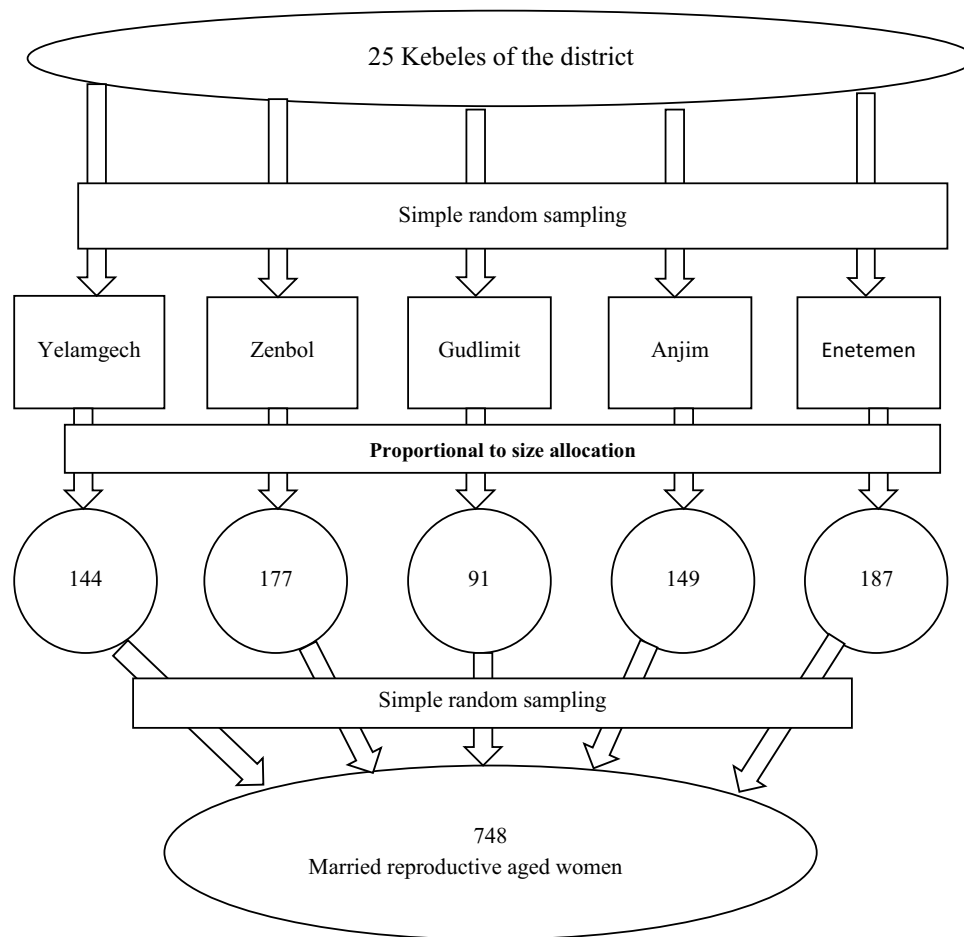 25 Kebeles of the district
Simple random sampling
Yelamgech
Zenbol
Gudlimit
Anjim
Enetemen
Proportional to size allocation
144
177
91
149
187
Simple random sampling
748
Married reproductive aged women